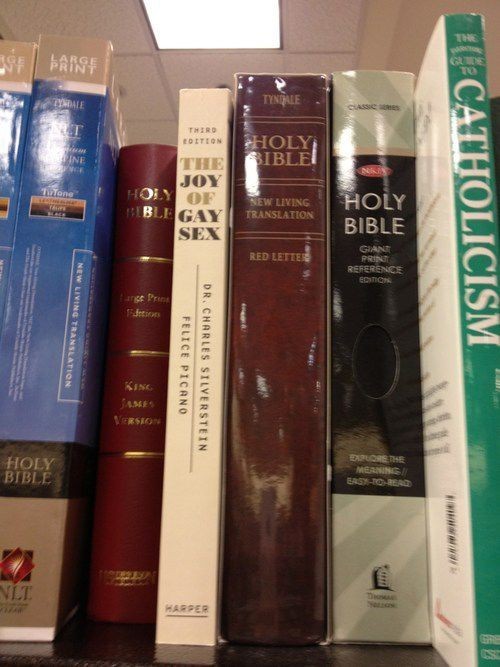 LARGE
PRINT
TYNDALE
NLT
TuTone
BLACK
NEW LIVING TRANSLATION
HOLY
BIBLE
NLT
HOLY
BIBLE
Large Print
Edition
KING
JAMES
VERSION
THIRD
EDITION
THE
JOY
OF
GAY
SEX
DR. CHARLES SILVERSTEIN
FELICE PICANO
HARPER
TYNDALE
HOLY
BIBLE
NEW LIVING
TRANSLATION
RED LETTER
CLASSIC SERIES
NKJV
HOLY
BIBLE
GIANT
PRINT
REFERENCE
EDITION
EXPLORE THE
MEANING //
EASY-TO-READ
THOMAS
NELSON
THE
GUIDE TO
CATHOLICISM